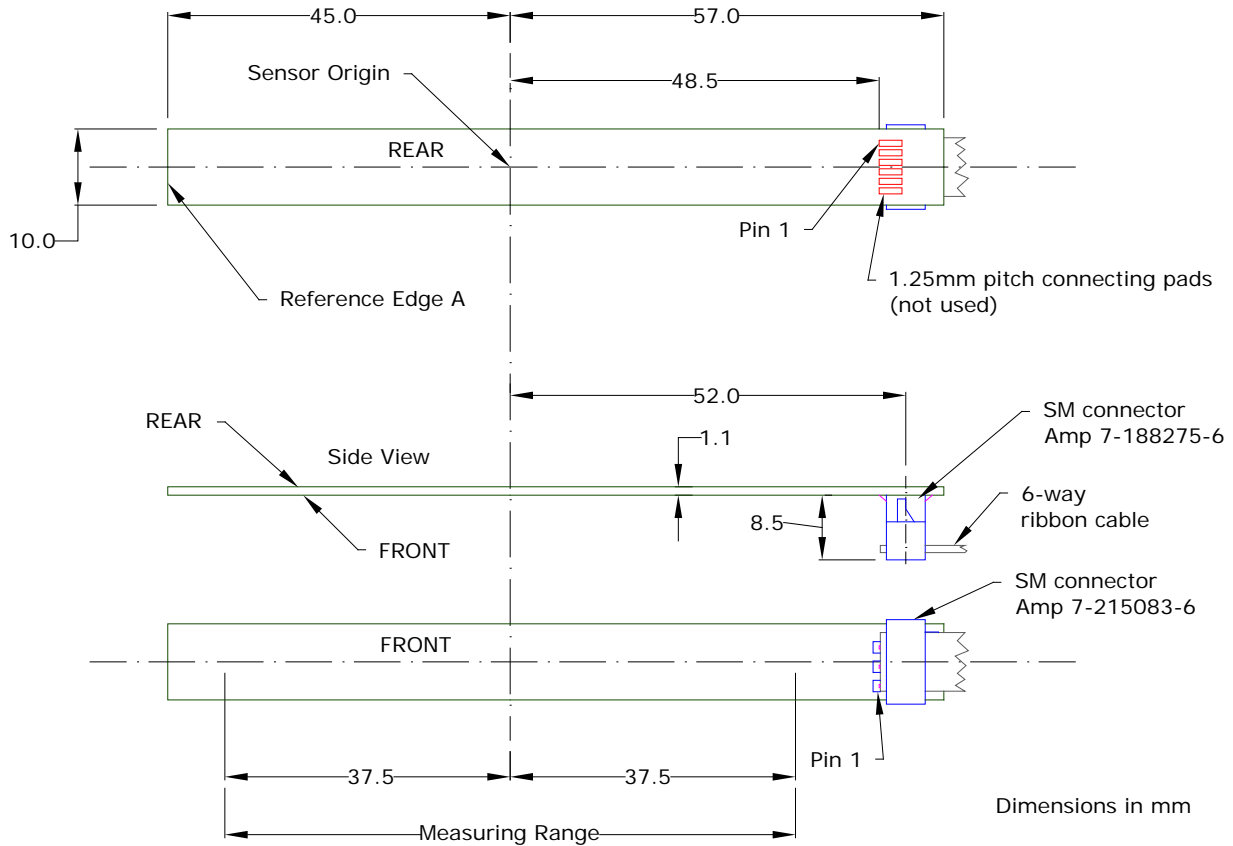 45.0
57.0
Sensor Origin
48.5
REAR
10.0
Pin 1
Reference Edge A
1.25mm pitch connecting pads
(not used)
52.0
REAR
SM connector
Amp 7-188275-6
1.1
Side View
6-way
ribbon cable
8.5
FRONT
SM connector
Amp 7-215083-6
FRONT
Pin 1
37.5
37.5
Dimensions in mm
Measuring Range